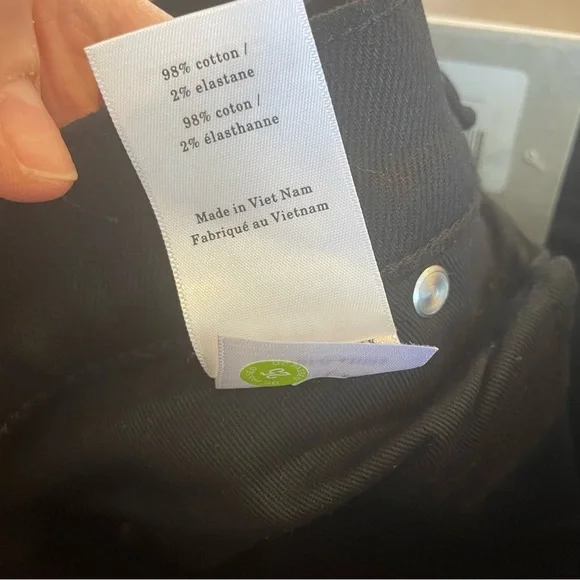 98% cotton /
2% elastane
98% coton /
2% élasthanne
Made in Viet Nam
Fabriqué au Vietnam